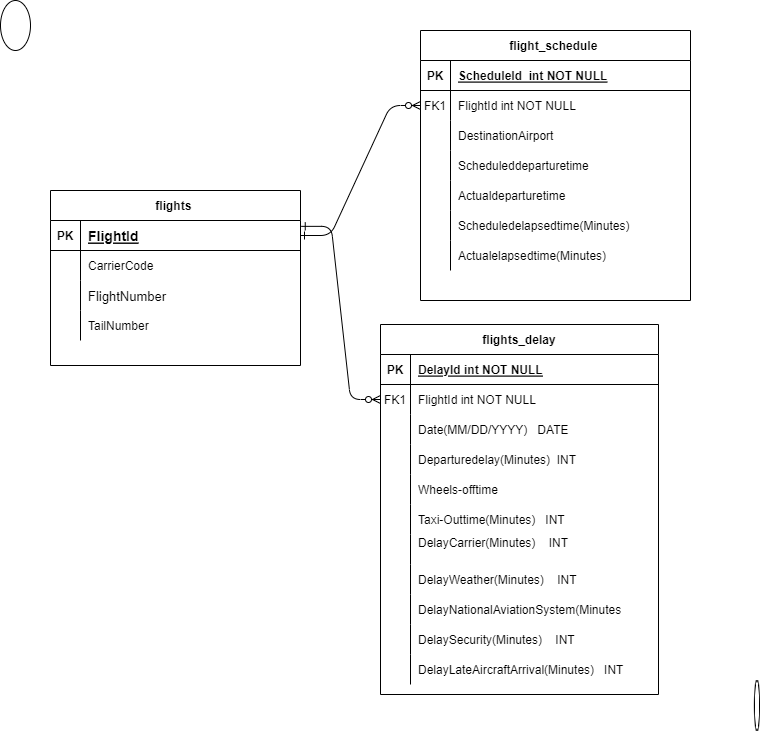 flight_schedule
PK ScheduleId int NOT NULL
FK1 FlightId int NOT NULL
DestinationAirport
Scheduleddeparturetime
Actualdeparturetime
Scheduledelapsedtime(Minutes)
Actualelapsedtime(Minutes)
flights
PK FlightId
CarrierCode
FlightNumber
TailNumber
flights_delay
PK DelayId int NOT NULL
FK1 FlightId int NOT NULL
Date(MM/DD/YYYY) DATE
Departuredelay(Minutes) INT
Wheels-offtime
Taxi-Outtime(Minutes) INT
DelayCarrier(Minutes) INT
DelayWeather(Minutes) INT
DelayNationalAviationSystem(Minutes
DelaySecurity(Minutes) INT
DelayLateAircraftArrival(Minutes) INT